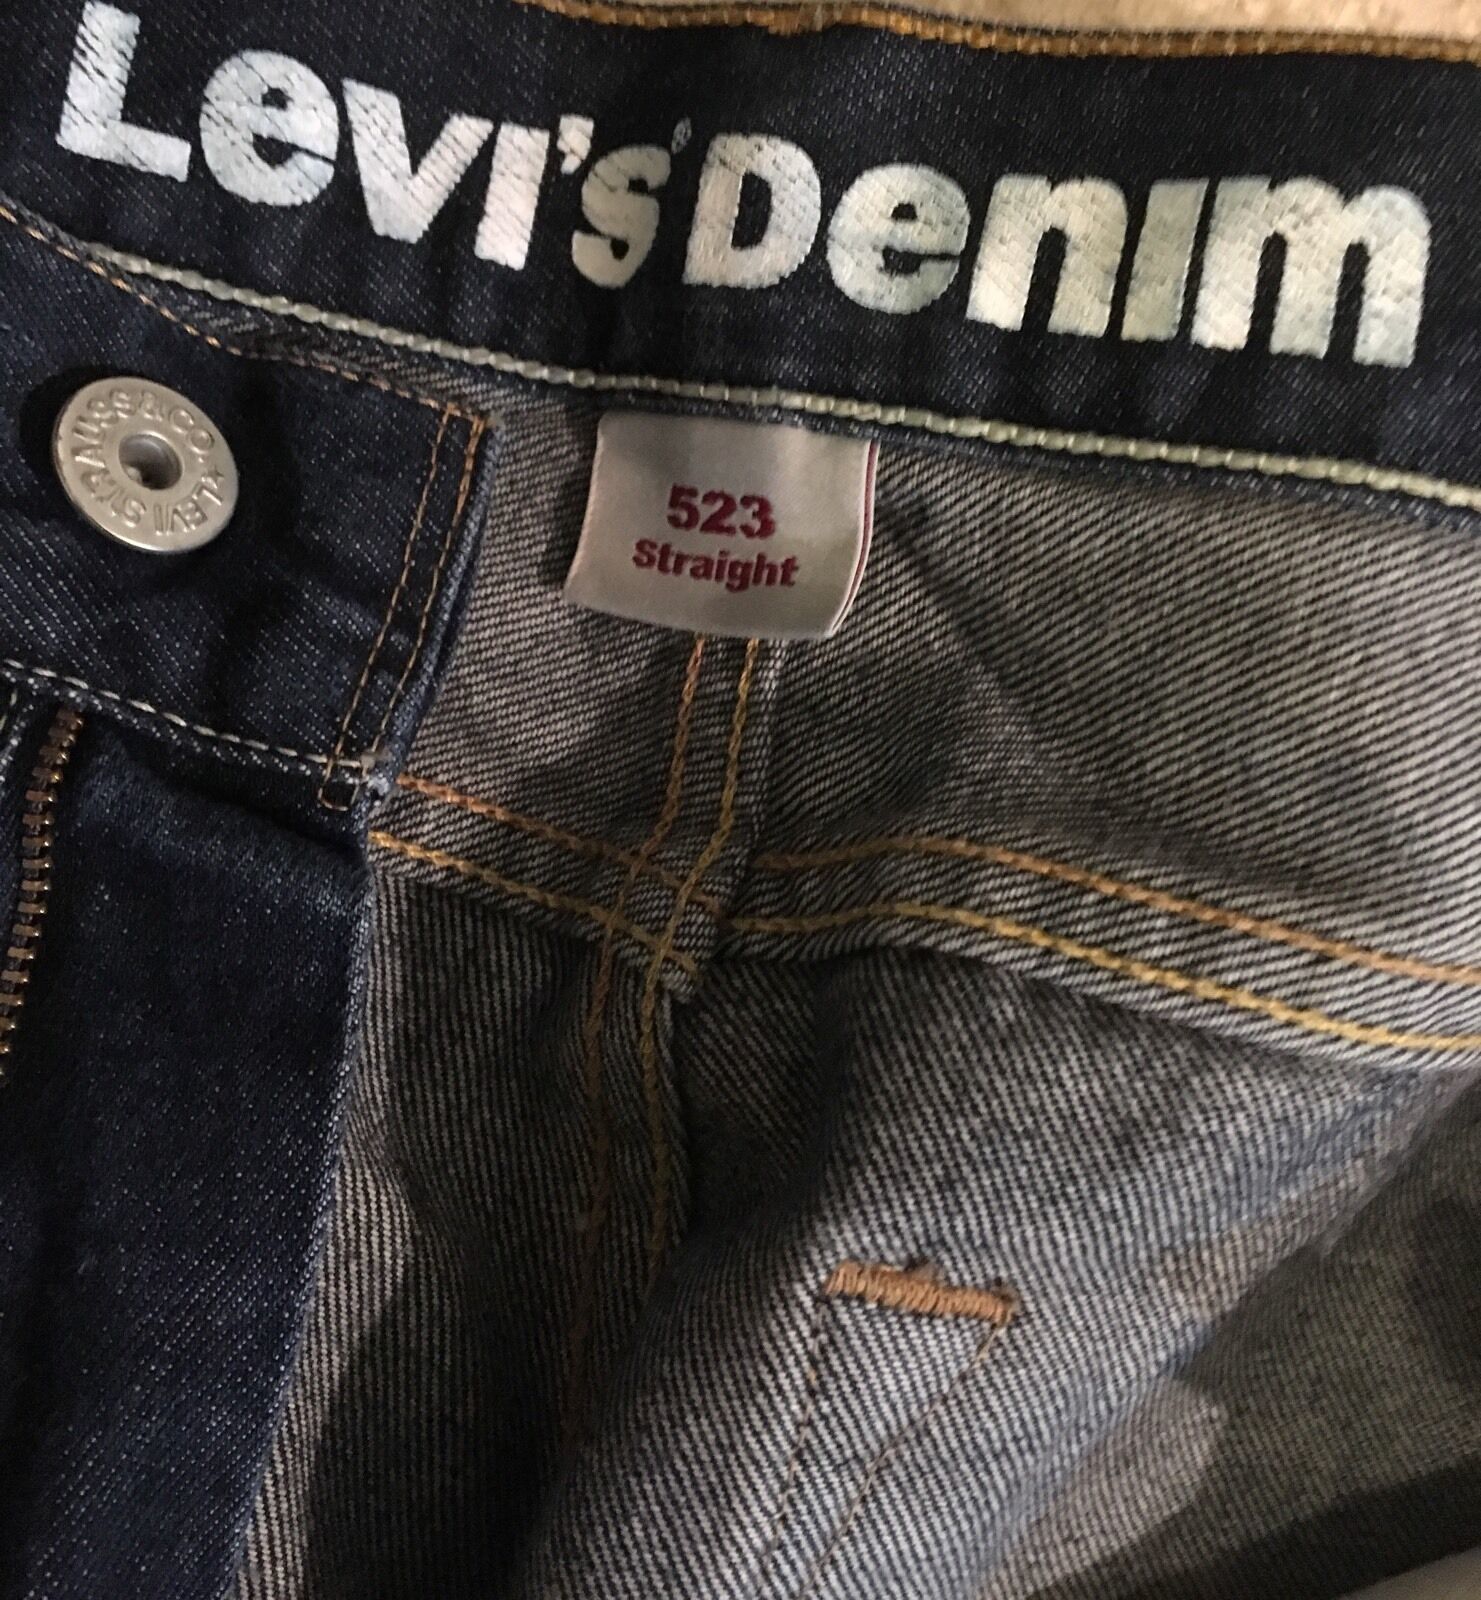 Levi's® Denim
LEVI STRAUSS & CO.
523
Straight